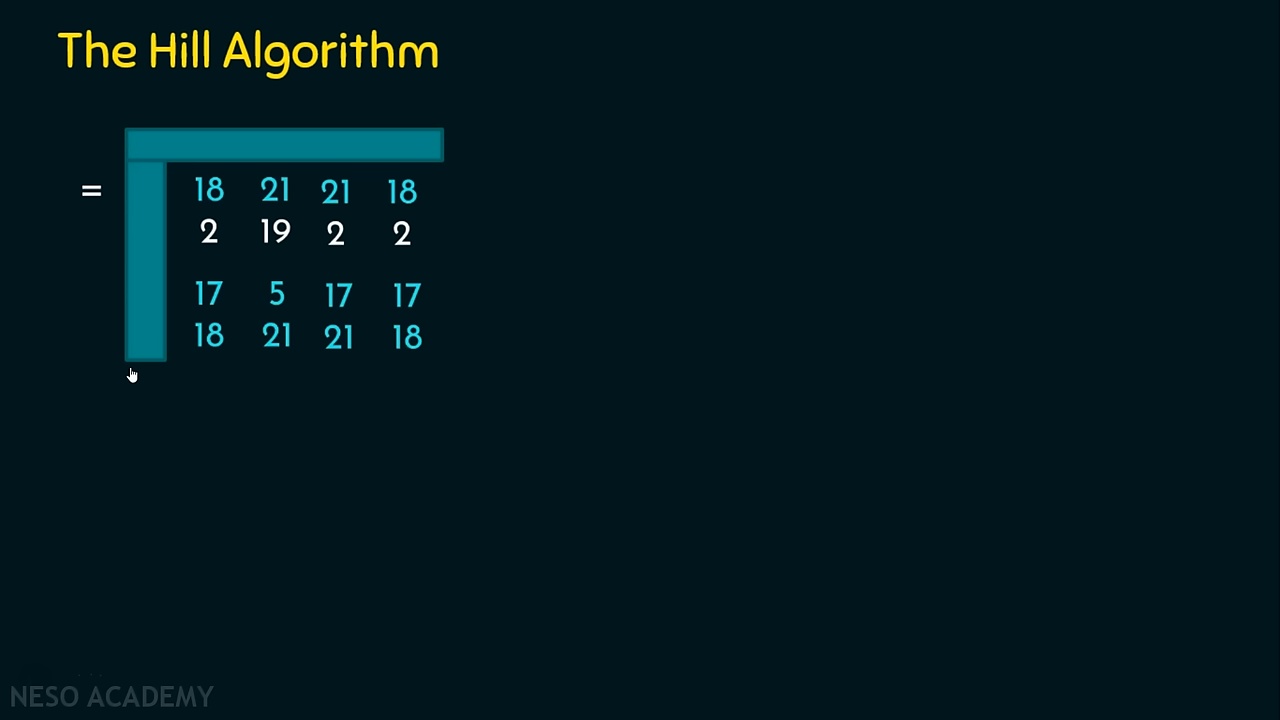 The Hill Algorithm
= 18 21 21 18
2 19 2 2
17 5 17 17
18 21 21 18
NESO ACADEMY